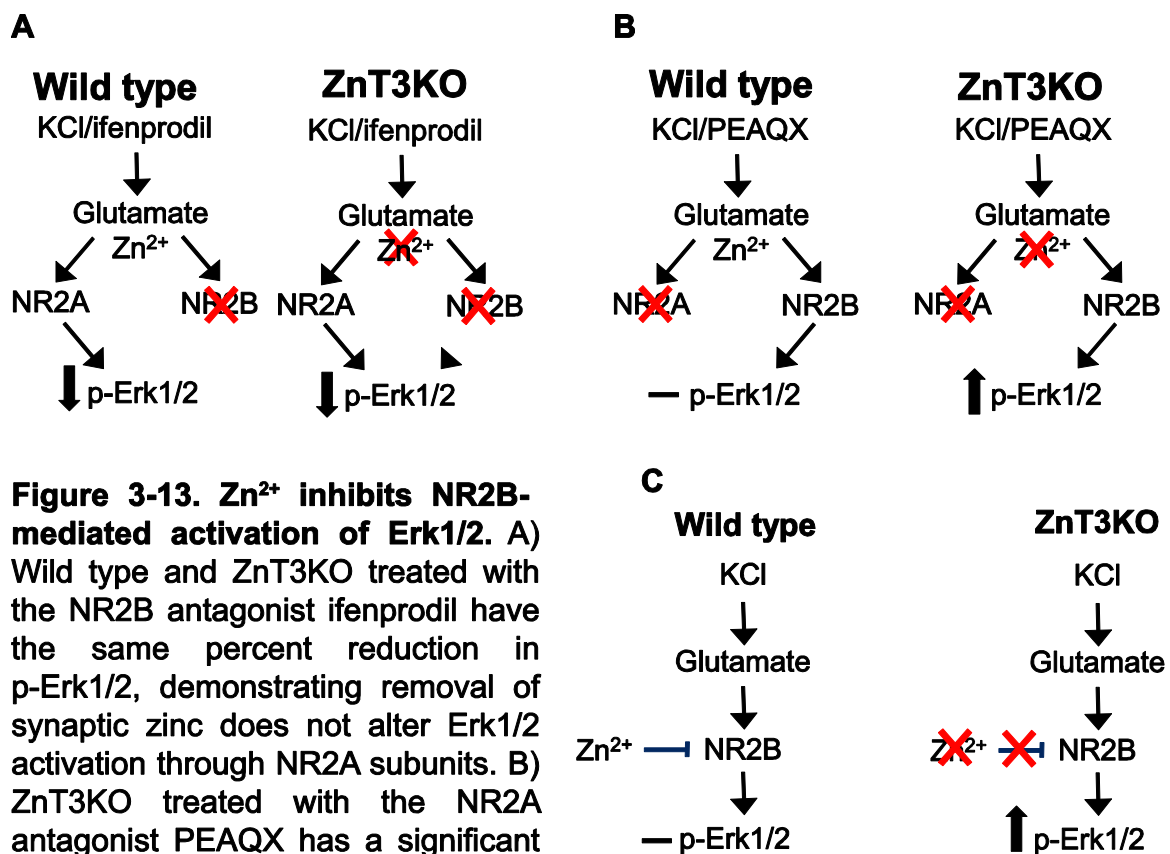 A
Wild type
KCl/ifenprodil
Glutamate
Zn²⁺
NR2A NR2B
p-Erk1/2
ZnT3KO
KCl/ifenprodil
Glutamate
Zn²⁺
NR2A NR2B
p-Erk1/2
B
Wild type
KCl/PEAQX
Glutamate
Zn²⁺
NR2A NR2B
p-Erk1/2
ZnT3KO
KCl/PEAQX
Glutamate
Zn²⁺
NR2A NR2B
p-Erk1/2
Figure 3-13. Zn²⁺ inhibits NR2B-
mediated activation of Erk1/2. A)
Wild type and ZnT3KO treated with
the NR2B antagonist ifenprodil have
the same percent reduction in
p-Erk1/2, demonstrating removal of
synaptic zinc does not alter Erk1/2
activation through NR2A subunits. B)
ZnT3KO treated with the NR2A
antagonist PEAQX has a significant
C
Wild type
KCl
Glutamate
Zn²⁺ NR2B
p-Erk1/2
ZnT3KO
KCl
Glutamate
Zn²⁺ NR2B
p-Erk1/2